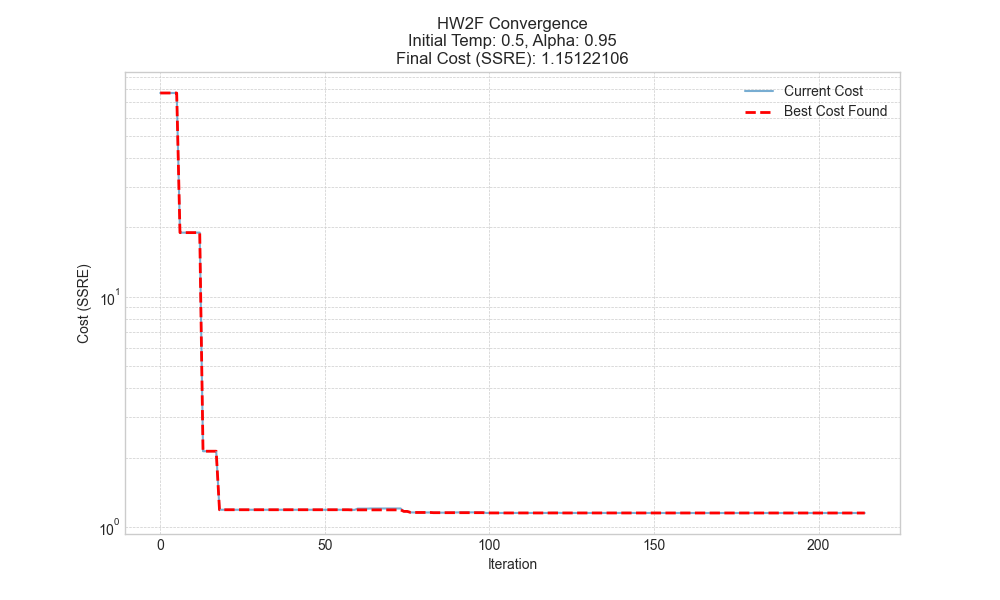 HW2F Convergence
Initial Temp: 0.5, Alpha: 0.95
Final Cost (SSRE): 1.15122106
Current Cost
Best Cost Found
Cost (SSRE)
10¹
10⁰
0 50 100 150 200
Iteration